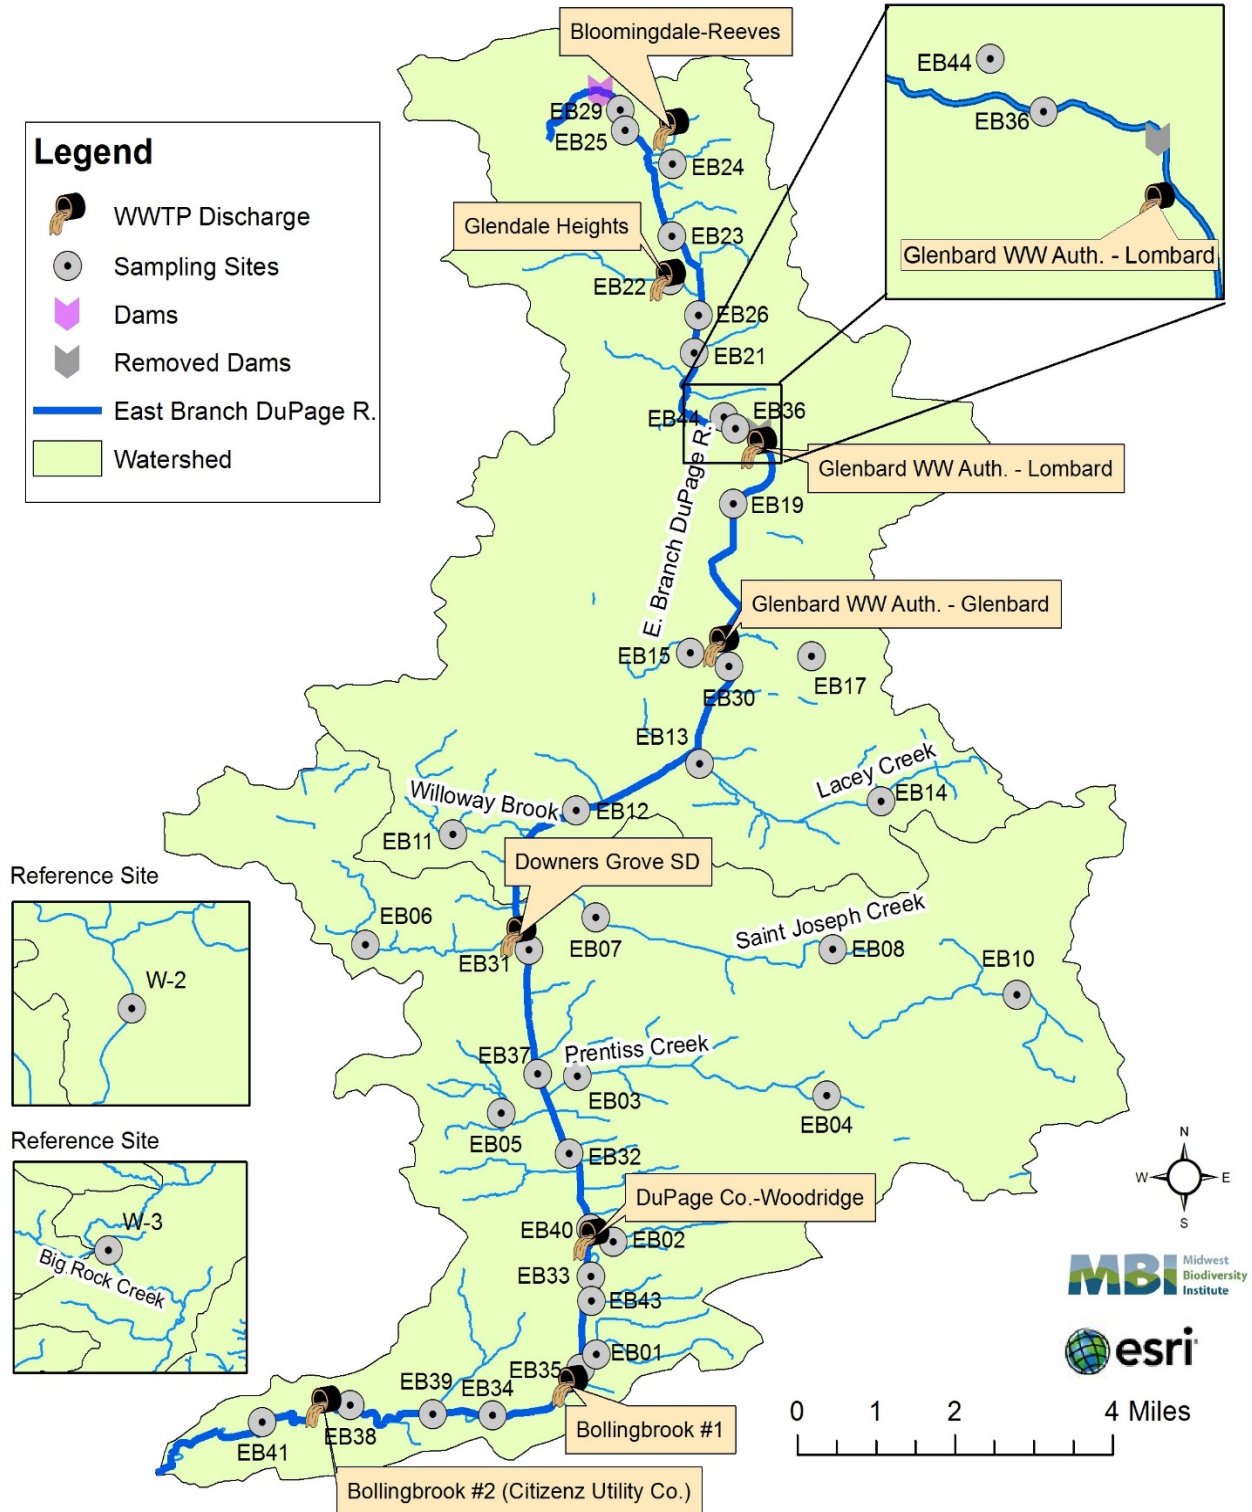 Bloomingdale-Reeves
EB44
EB36
Glenbard WW Auth. - Lombard
Legend
WWTP Discharge
Sampling Sites
Dams
Removed Dams
East Branch DuPage R.
Watershed
EB29
EB25
EB24
Glendale Heights
EB23
EB22
EB26
EB21
EB44
EB36
E. Branch DuPage R.
Glenbard WW Auth. - Lombard
EB19
Glenbard WW Auth. - Glenbard
EB15
EB30
EB17
EB13
Lacey Creek
EB14
Willoway Brook
EB12
EB11
Downers Grove SD
Reference Site
W-2
EB06
EB31
EB07
Saint Joseph Creek
EB08
EB10
EB37
Prentiss Creek
EB03
EB04
EB05
EB32
Reference Site
W-3
Big Rock Creek
DuPage Co.-Woodridge
EB40
EB02
EB33
EB43
EB01
EB35
EB39
EB34
EB38
EB41
Bollingbrook #1
Bollingbrook #2 (Citizenz Utility Co.)
N
W
E
S
MBI
Midwest
Biodiversity
Institute
esri
0 1 2 4 Miles